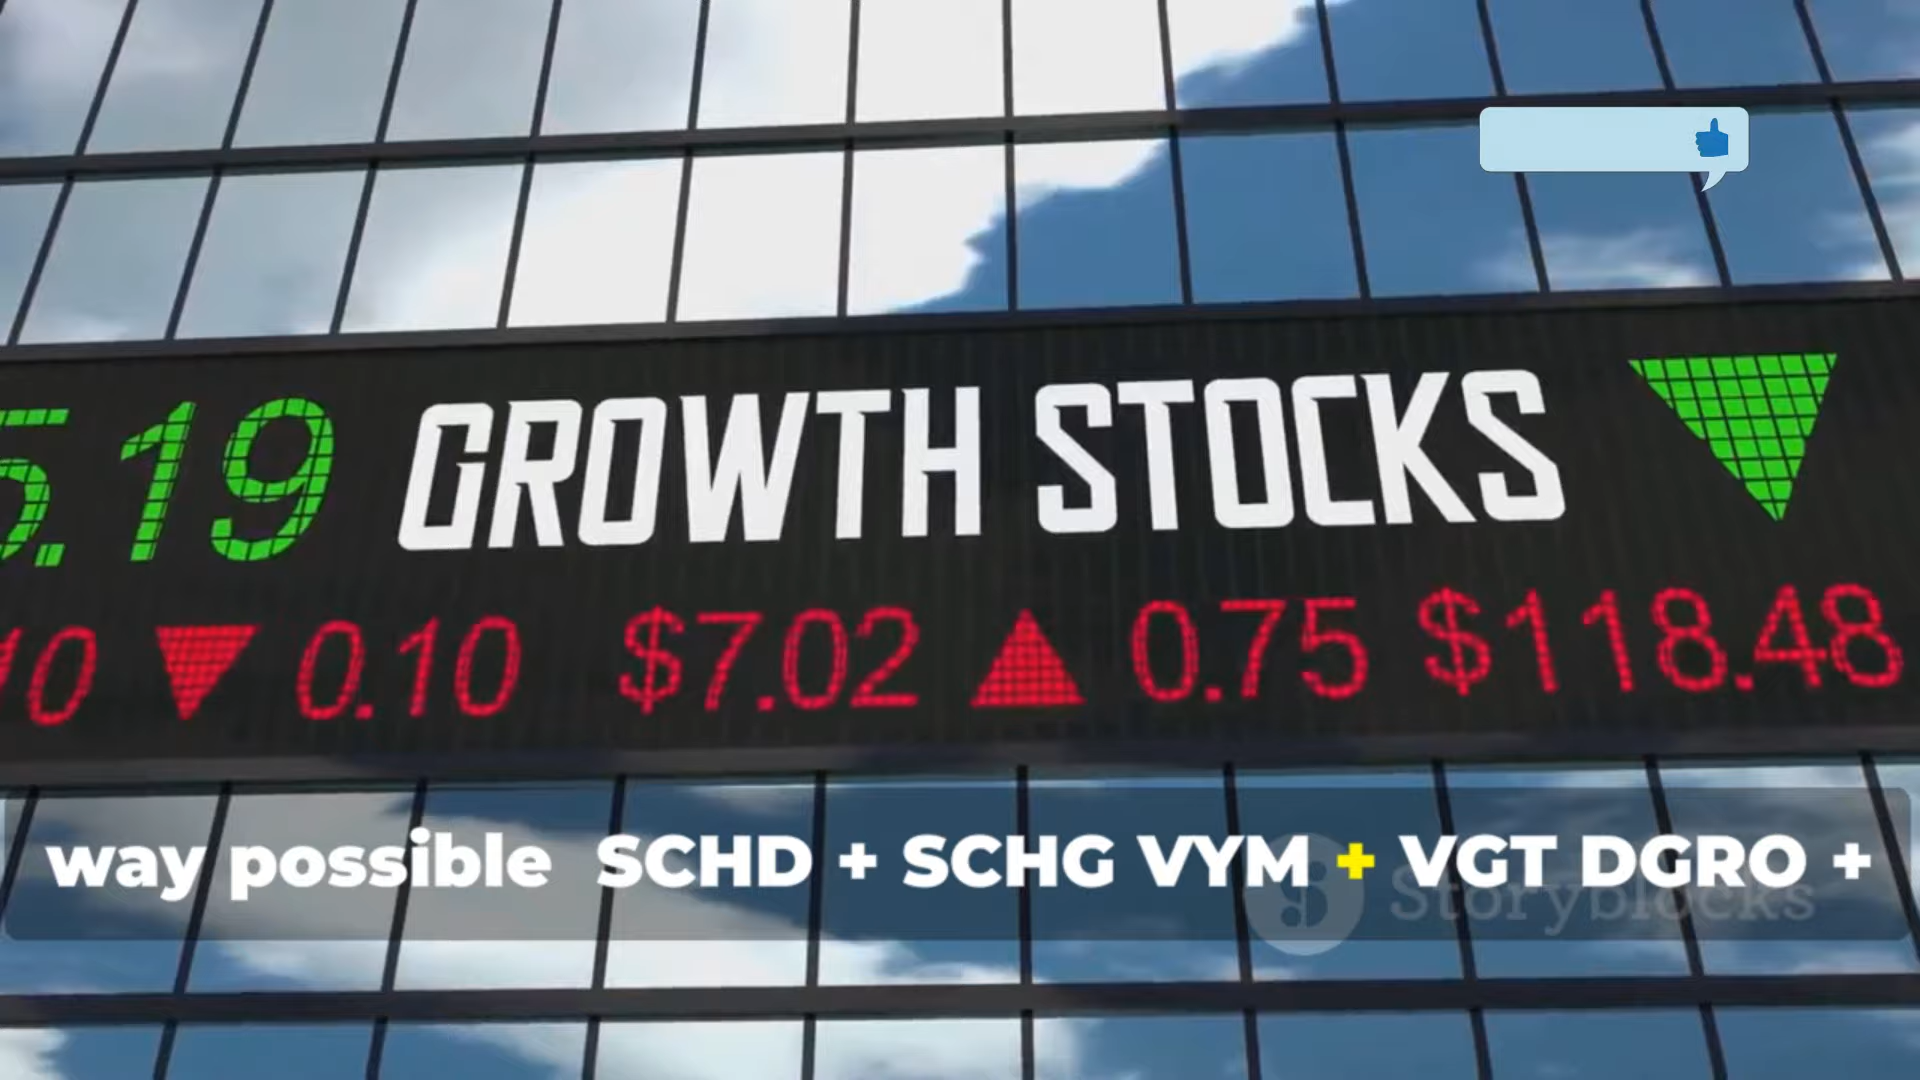 5.19 GROWTH STOCKS
10 0.10 $7.02 0.75 $118.48
way possible SCHD + SCHG VYM + VGT DGRO +
Storyblocks